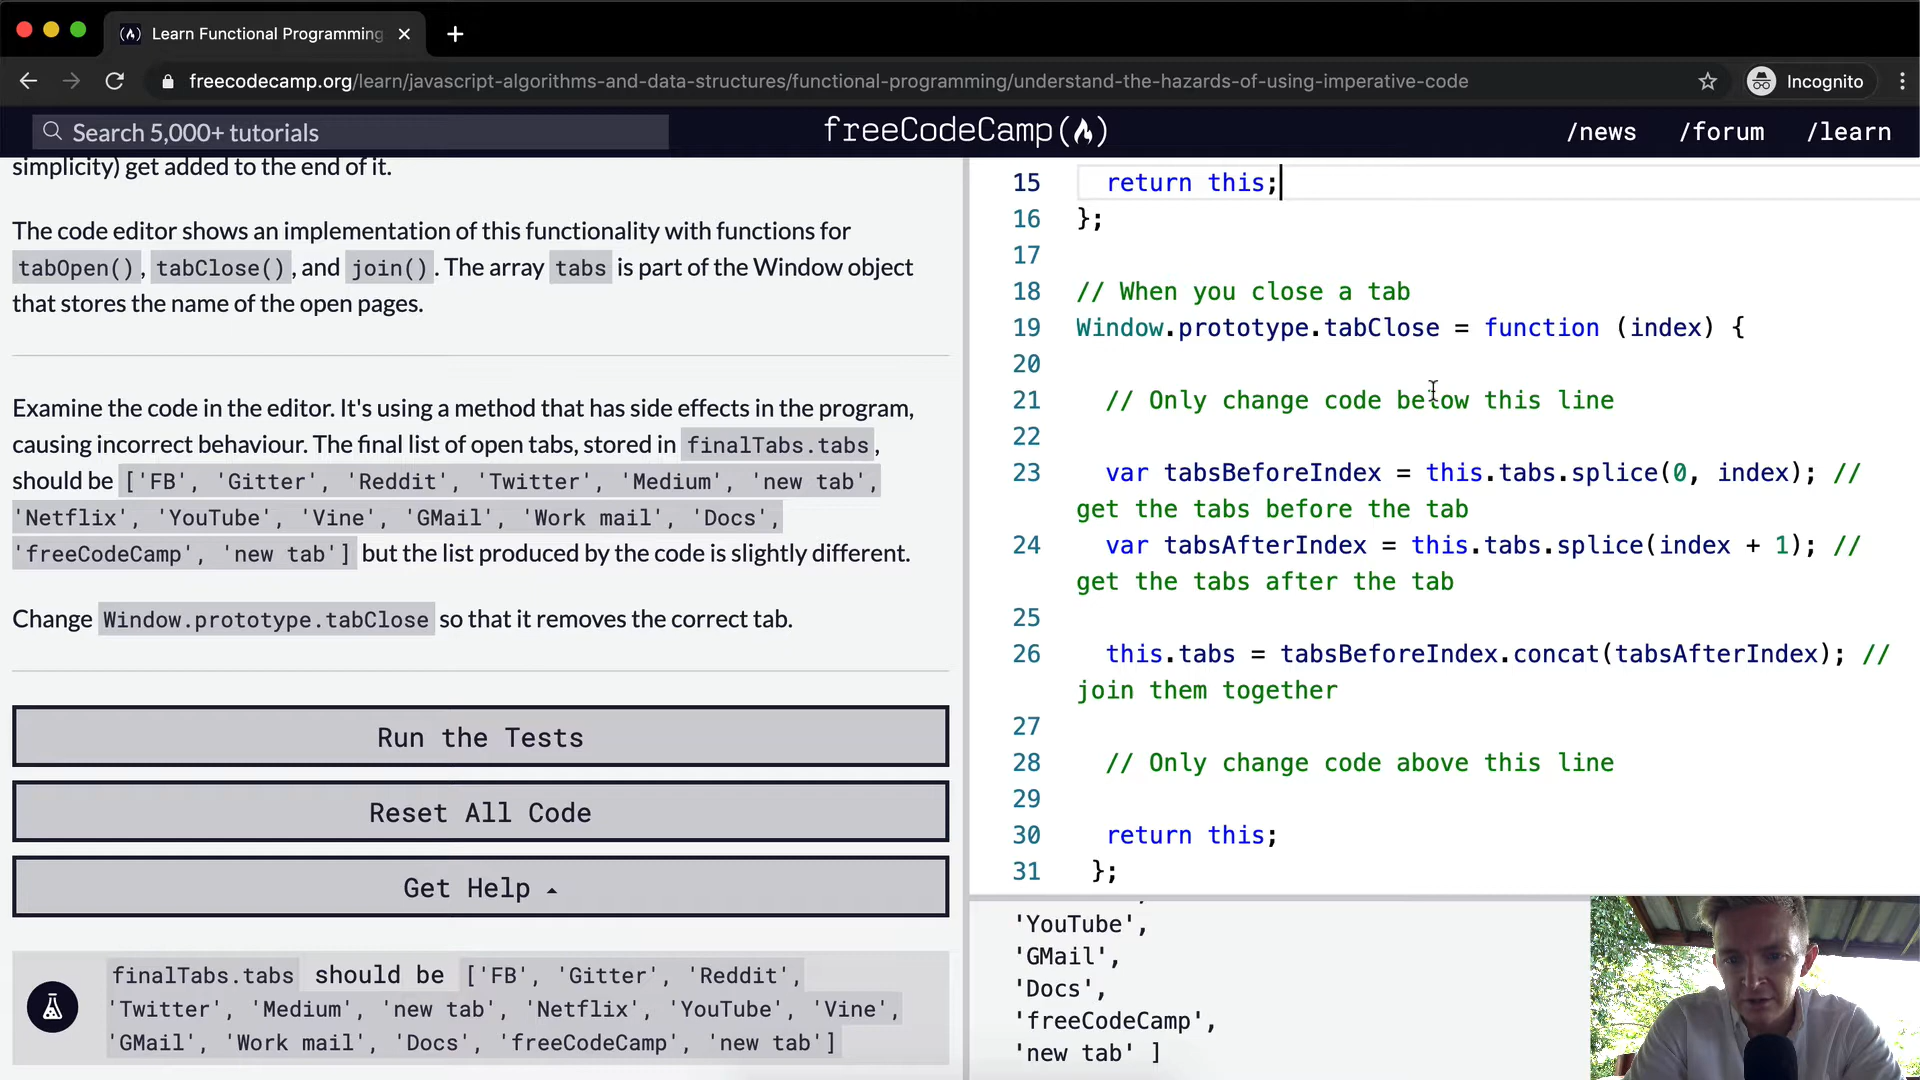 Learn Functional Programming
freecodecamp.org/learn/javascript-algorithms-and-data-structures/functional-programming/understand-the-hazards-of-using-imperative-code
Incognito
Search 5,000+ tutorials
freeCodeCamp(🔥)
/news /forum /learn
simplicity) get added to the end of it.
The code editor shows an implementation of this functionality with functions for
tabOpen(), tabClose(), and join(). The array tabs is part of the Window object
that stores the name of the open pages.
Examine the code in the editor. It's using a method that has side effects in the program,
causing incorrect behaviour. The final list of open tabs, stored in finalTabs.tabs,
should be ['FB', 'Gitter', 'Reddit', 'Twitter', 'Medium', 'new tab',
'Netflix', 'YouTube', 'Vine', 'GMail', 'Work mail', 'Docs',
'freeCodeCamp', 'new tab'] but the list produced by the code is slightly different.
Change Window.prototype.tabClose so that it removes the correct tab.
Run the Tests
Reset All Code
Get Help
finalTabs.tabs should be ['FB', 'Gitter', 'Reddit',
'Twitter', 'Medium', 'new tab', 'Netflix', 'YouTube', 'Vine',
'GMail', 'Work mail', 'Docs', 'freeCodeCamp', 'new tab']
15 return this;
16 };
17
18 // When you close a tab
19 Window.prototype.tabClose = function (index) {
20
21 // Only change code below this line
22
23 var tabsBeforeIndex = this.tabs.splice(0, index); //
get the tabs before the tab
24 var tabsAfterIndex = this.tabs.splice(index + 1); //
get the tabs after the tab
25
26 this.tabs = tabsBeforeIndex.concat(tabsAfterIndex); //
join them together
27
28 // Only change code above this line
29
30 return this;
31 };
'YouTube',
'GMail',
'Docs',
'freeCodeCamp',
'new tab' ]